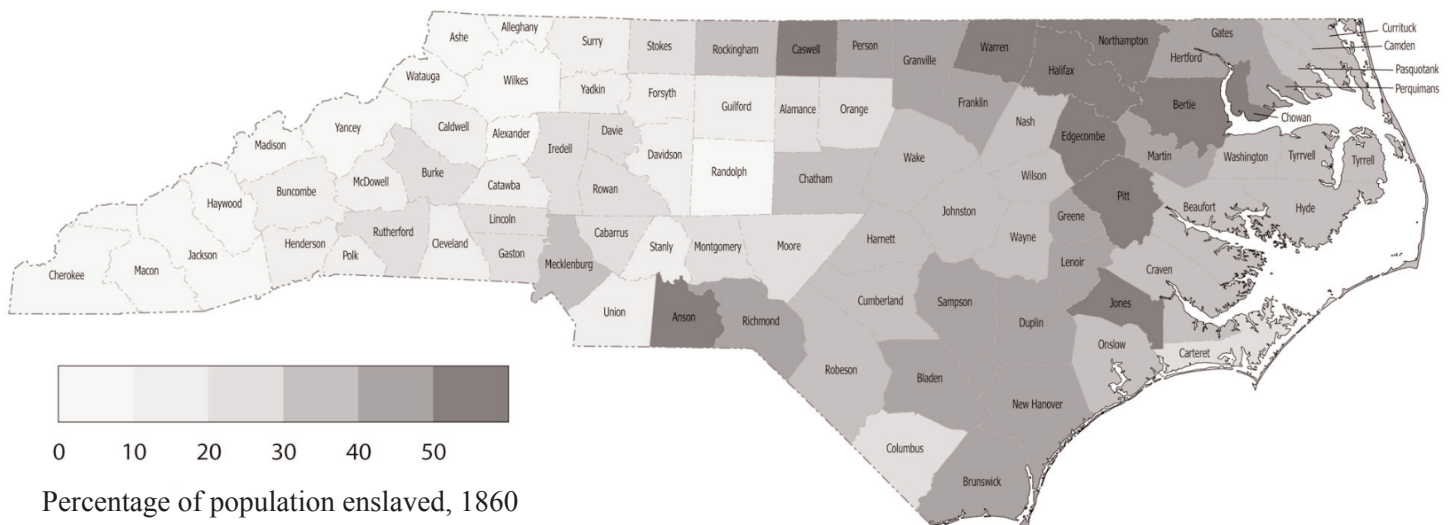 Ashe
Alleghany
Surry
Stokes
Rockingham
Caswell
Person
Granville
Warren
Northampton
Gates
Currituck
Camden
Pasquotank
Perquimans
Chowan
Halifax
Hertford
Bertie
Watauga
Wilkes
Yadkin
Forsyth
Guilford
Alamance
Orange
Franklin
Nash
Edgecombe
Martin
Washington
Tyrrvell
Tyrell
Madison
Yancey
Caldwell
Alexander
Iredell
Davie
Davidson
Randolph
Chatham
Wake
Wilson
Pitt
Beaufort
Hyde
Haywood
Buncombe
McDowell
Burke
Catawba
Rowan
Johnston
Greene
Cherokee
Macon
Jackson
Henderson
Polk
Rutherford
Cleveland
Lincoln
Gaston
Mecklenburg
Cabarrus
Stanly
Montgomery
Moore
Harnett
Wayne
Lenoir
Craven
Union
Anson
Richmond
Cumberland
Sampson
Duplin
Jones
Onslow
Carteret
Robeson
Bladen
New Hanover
Columbus
Brunswick
0 10 20 30 40 50
Percentage of population enslaved, 1860